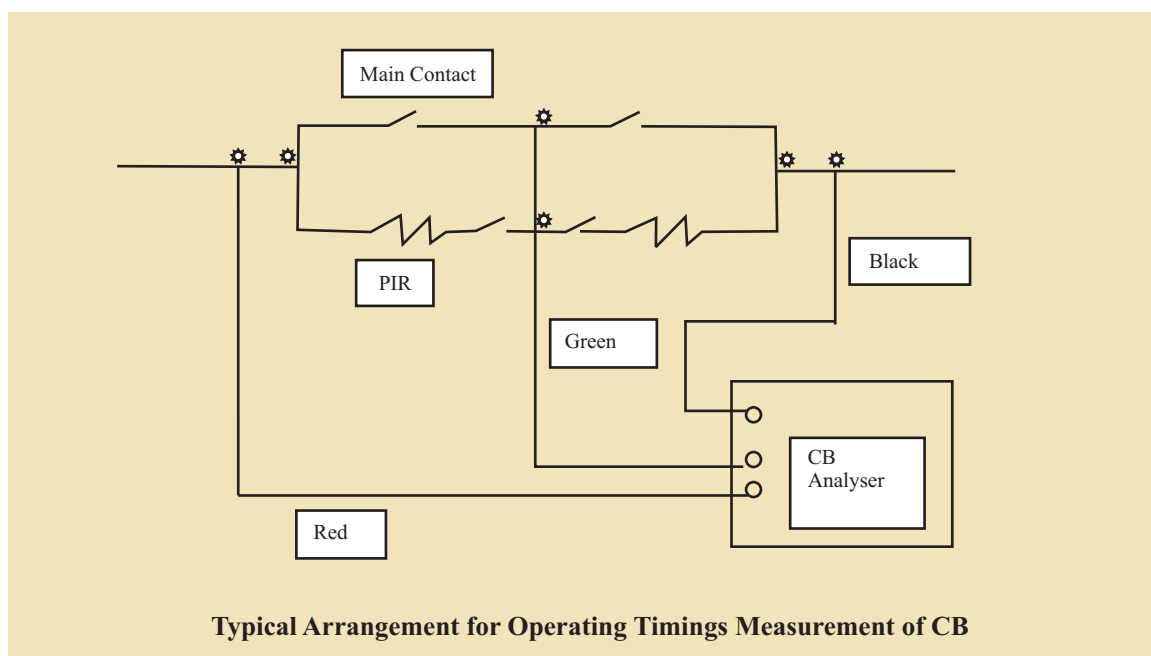 Main Contact
PIR
Black
Green
CB
Analyser
Red
Typical Arrangement for Operating Timings Measurement of CB